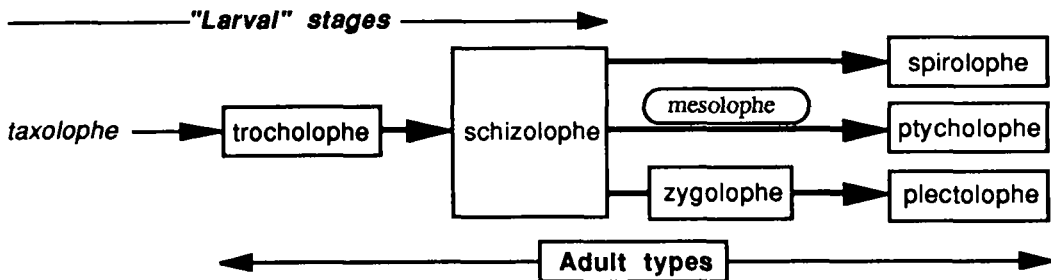 "Larval" stages
spirolophe
mesolophe
taxolophe
trocholophe
schizolophe
ptycholophe
zygolophe
plectolophe
Adult types